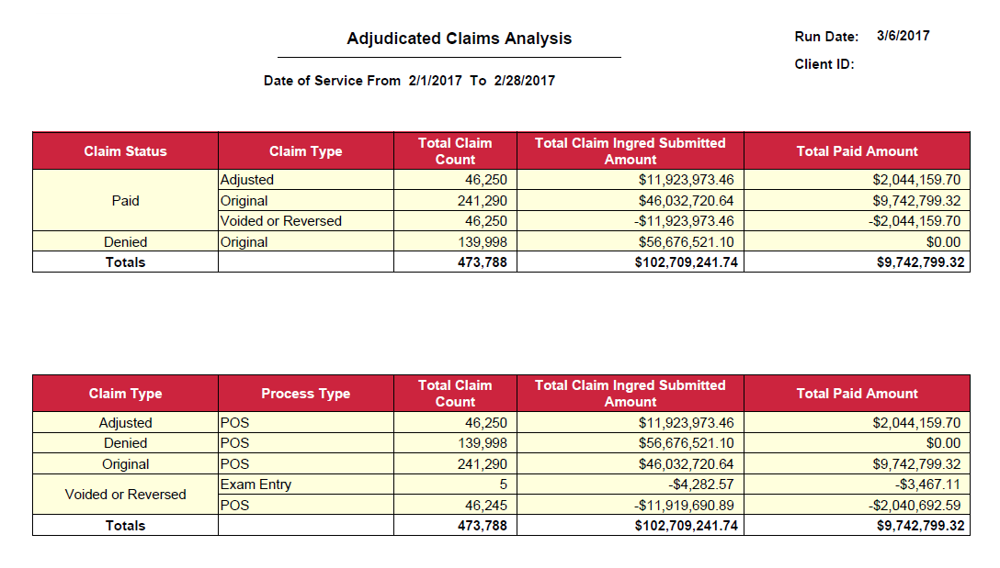 Adjudicated Claims Analysis
Run Date: 3/6/2017
Client ID:
Date of Service From 2/1/2017 To 2/28/2017
Claim Status Claim Type Total Claim Count Total Claim Ingred Submitted Amount Total Paid Amount
Paid Adjusted 46,250 $11,923,973.46 $2,044,159.70
Original 241,290 $46,032,720.64 $9,742,799.32
Voided or Reversed 46,250 -$11,923,973.46 -$2,044,159.70
Denied Original 139,998 $56,676,521.10 $0.00
Totals 473,788 $102,709,241.74 $9,742,799.32
Claim Type Process Type Total Claim Count Total Claim Ingred Submitted Amount Total Paid Amount
Adjusted POS 46,250 $11,923,973.46 $2,044,159.70
Denied POS 139,998 $56,676,521.10 $0.00
Original POS 241,290 $46,032,720.64 $9,742,799.32
Voided or Reversed Exam Entry 5 -$4,282.57 -$3,467.11
POS 46,245 -$11,919,690.89 -$2,040,692.59
Totals 473,788 $102,709,241.74 $9,742,799.32